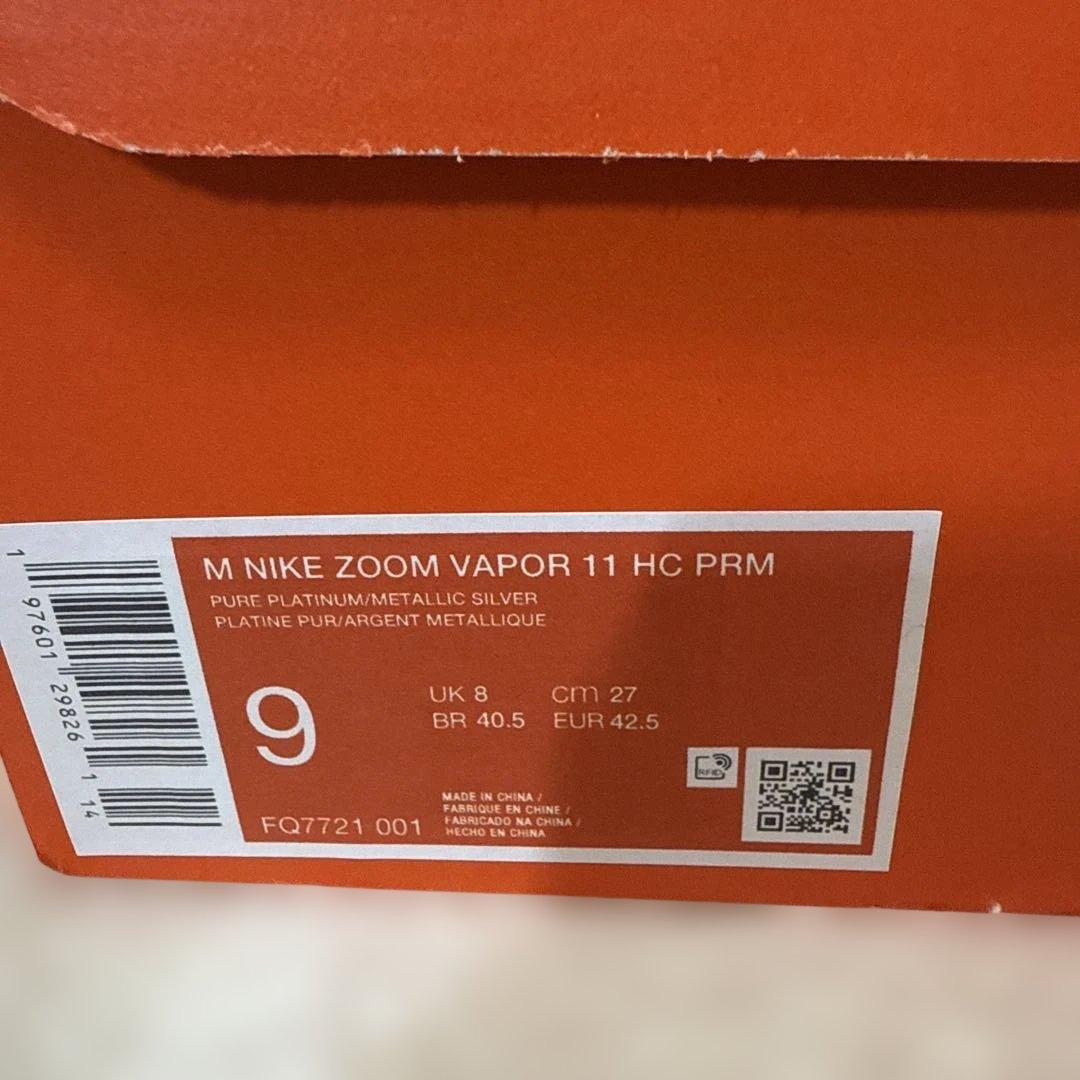 M NIKE ZOOM VAPOR 11 HC PRM
PURE PLATINUM/METALLIC SILVER
PLATINE PUR/ARGENT METALLIQUE
9
UK 8 cm 27
BR 40.5 EUR 42.5
RFID
MADE IN CHINA /
FABRIQUE EN CHINE /
FABRICADO NA CHINA /
HECHO EN CHINA
FQ7721 001
1 97601 29826 1 14